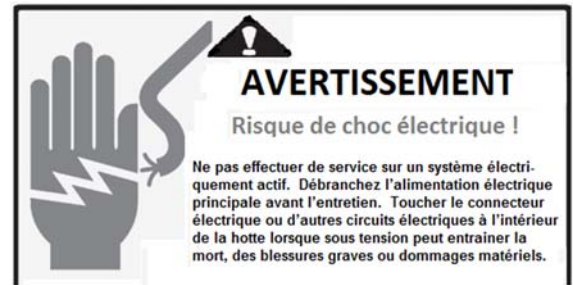 AVERTISSEMENT
Risque de choc électrique !
Ne pas effectuer de service sur un système électri-
quement actif. Débranchez l'alimentation électrique
principale avant l'entretien. Toucher le connecteur
électrique ou d'autres circuits électriques à l'intérieur
de la hotte lorsque sous tension peut entrainer la
mort, des blessures graves ou dommages matériels.